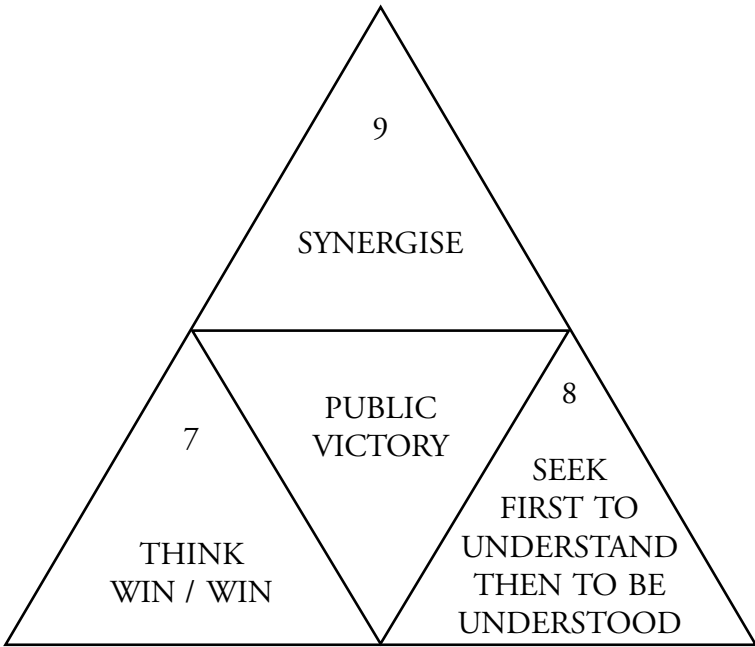 9
SYNERGISE
PUBLIC
VICTORY
7
THINK
WIN / WIN
8
SEEK
FIRST TO
UNDERSTAND
THEN TO BE
UNDERSTOOD